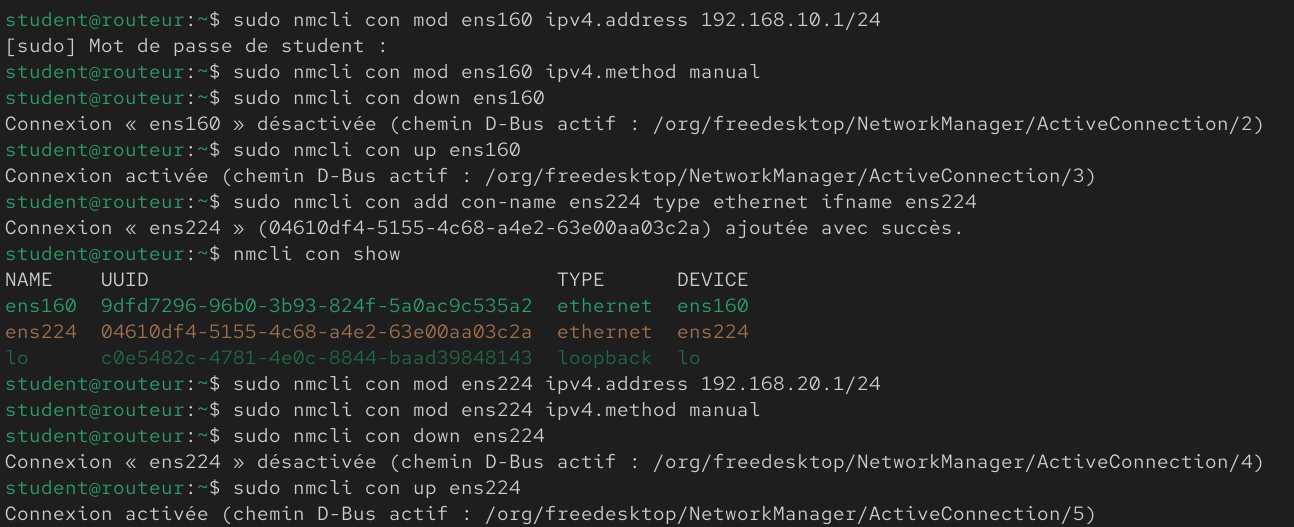 student@routeur:~$ sudo nmcli con mod ens160 ipv4.address 192.168.10.1/24
[sudo] Mot de passe de student :
student@routeur:~$ sudo nmcli con mod ens160 ipv4.method manual
student@routeur:~$ sudo nmcli con down ens160
Connexion « ens160 » désactivée (chemin D-Bus actif : /org/freedesktop/NetworkManager/ActiveConnection/2)
student@routeur:~$ sudo nmcli con up ens160
Connexion activée (chemin D-Bus actif : /org/freedesktop/NetworkManager/ActiveConnection/3)
student@routeur:~$ sudo nmcli con add con-name ens224 type ethernet ifname ens224
Connexion « ens224 » (04610df4-5155-4c68-a4e2-63e00aa03c2a) ajoutée avec succès.
student@routeur:~$ nmcli con show
NAME    UUID                                  TYPE      DEVICE
ens160  9dfd7296-96b0-3b93-824f-5a0ac9c535a2  ethernet  ens160
ens224  04610df4-5155-4c68-a4e2-63e00aa03c2a  ethernet  ens224
lo      c0e5482c-4781-4e0c-8844-baad39848143  loopback  lo
student@routeur:~$ sudo nmcli con mod ens224 ipv4.address 192.168.20.1/24
student@routeur:~$ sudo nmcli con mod ens224 ipv4.method manual
student@routeur:~$ sudo nmcli con down ens224
Connexion « ens224 » désactivée (chemin D-Bus actif : /org/freedesktop/NetworkManager/ActiveConnection/4)
student@routeur:~$ sudo nmcli con up ens224
Connexion activée (chemin D-Bus actif : /org/freedesktop/NetworkManager/ActiveConnection/5)